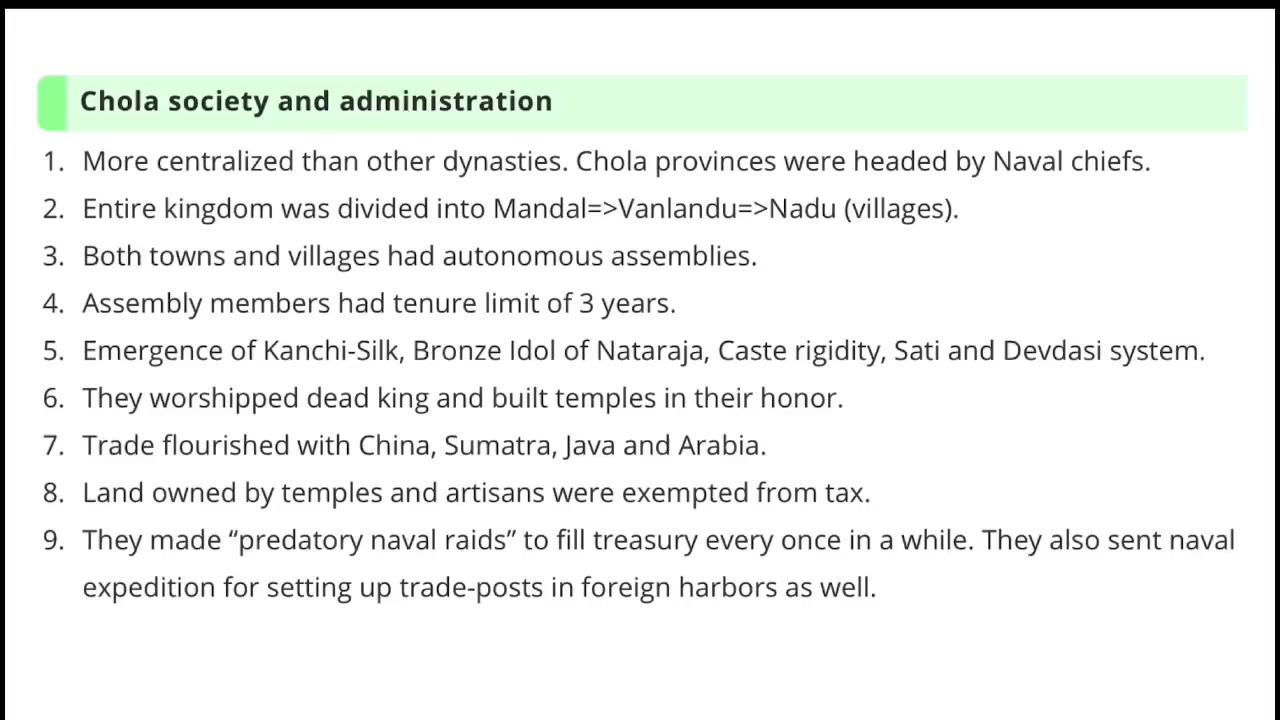 Chola society and administration
1. More centralized than other dynasties. Chola provinces were headed by Naval chiefs.
2. Entire kingdom was divided into Mandal=>Vanlandu=>Nadu (villages).
3. Both towns and villages had autonomous assemblies.
4. Assembly members had tenure limit of 3 years.
5. Emergence of Kanchi-Silk, Bronze Idol of Nataraja, Caste rigidity, Sati and Devdasi system.
6. They worshipped dead king and built temples in their honor.
7. Trade flourished with China, Sumatra, Java and Arabia.
8. Land owned by temples and artisans were exempted from tax.
9. They made “predatory naval raids” to fill treasury every once in a while. They also sent naval
expedition for setting up trade-posts in foreign harbors as well.